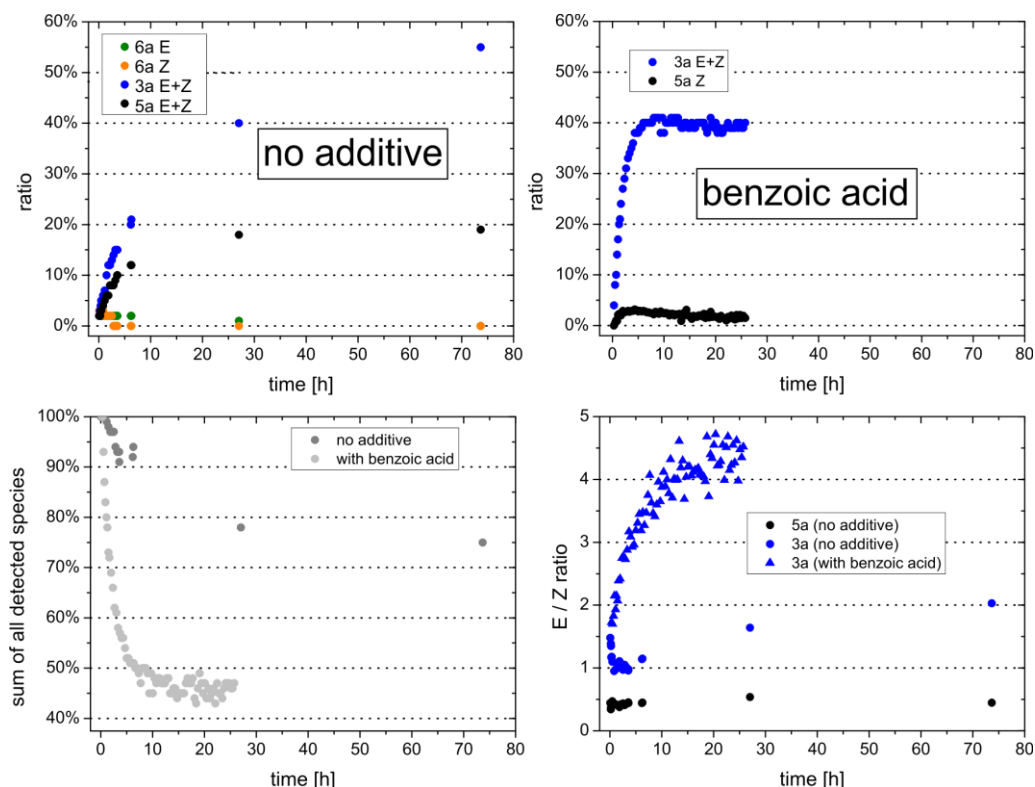 6a E
6a Z
3a E+Z
5a E+Z
no additive
60%
50%
40%
30%
20%
10%
0%
ratio
0 10 20 30 40 50 60 70 80
time [h]
3a E+Z
5a Z
benzoic acid
60%
50%
40%
30%
20%
10%
0%
ratio
0 10 20 30 40 50 60 70 80
time [h]
no additive
with benzoic acid
100%
90%
80%
70%
60%
50%
40%
sum of all detected species
0 10 20 30 40 50 60 70 80
time [h]
5a (no additive)
3a (no additive)
3a (with benzoic acid)
5
4
3
2
1
0
E / Z ratio
0 10 20 30 40 50 60 70 80
time [h]